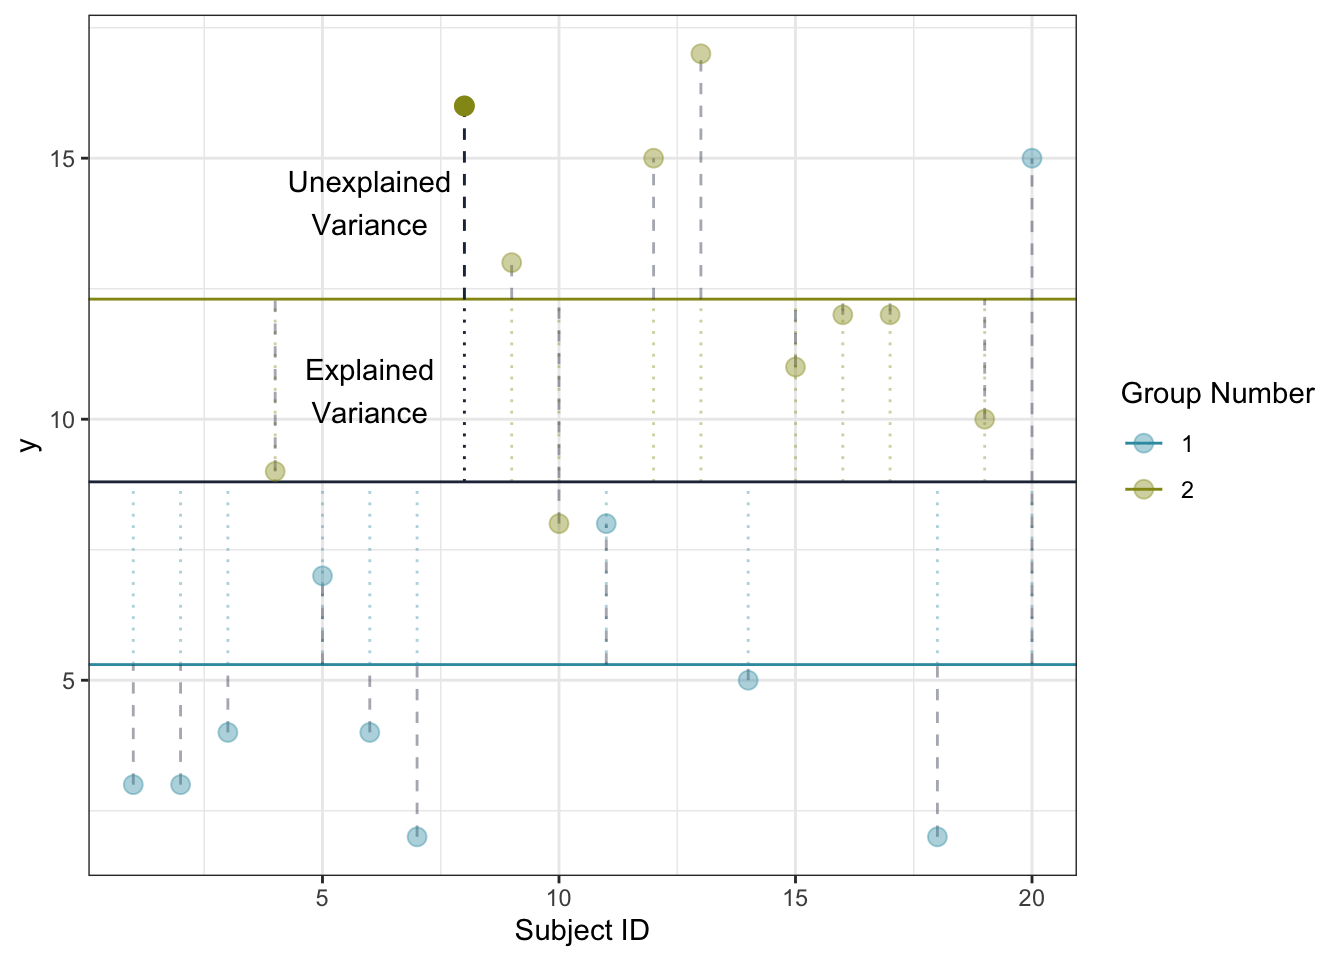 15
Unexplained
Variance
Explained
Variance
10
y
5
5
10
15
20
Subject ID
Group Number
1
2